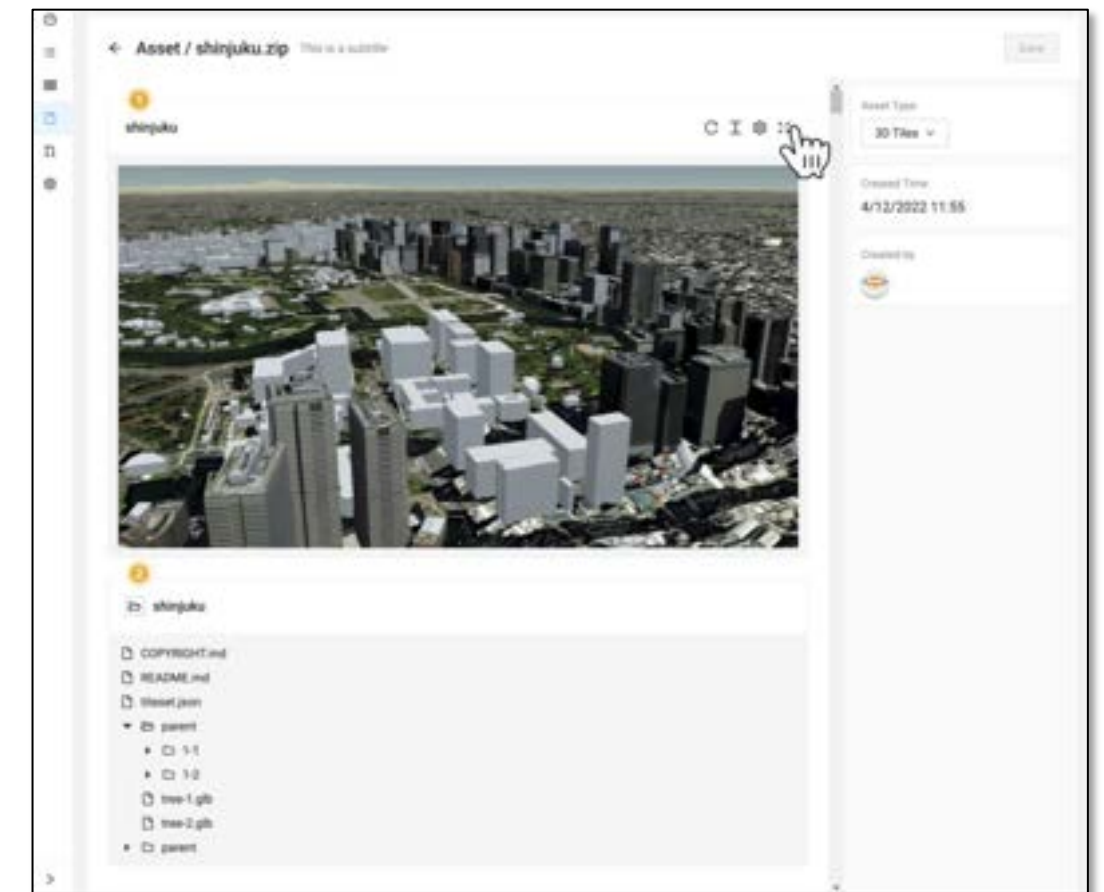 Asset / shinjuku.zip This is a subtitle
Save
1
shinjuku
Asset Type
3D Tiles
Created Time
4/12/2022 11:55
Created by
2
shinjuku
COPYRIGHT.md
README.md
tileset.json
parent
1-1
1-2
tree-1.glb
tree-2.glb
parent